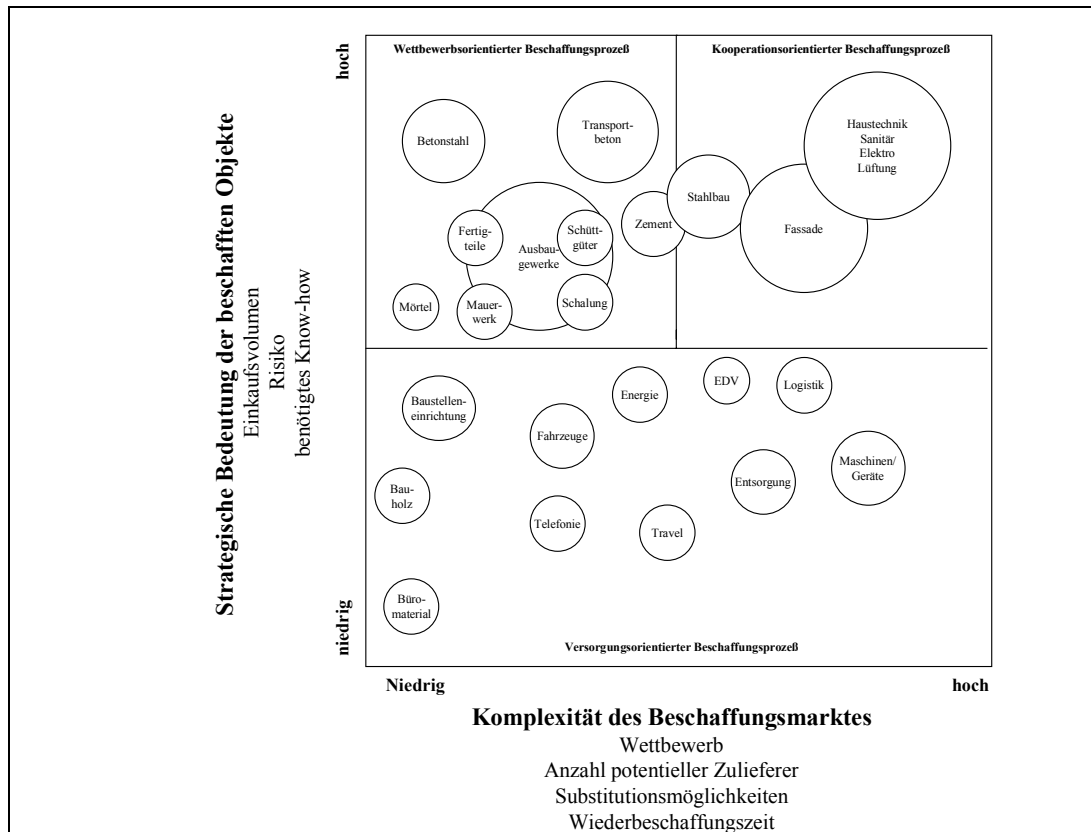 hoch
Wettbewerbsorientierter Beschaffungsprozeß
Kooperationsorientierter Beschaffungsprozeß
Betonstahl
Transport-
beton
Haustechnik
Sanitär
Elektro
Lüftung
Stahlbau
Fassade
Zement
Fertig-
teile
Ausbau-
gewerke
Schütt-
güter
Mörtel
Mauer-
werk
Schalung
Strategische Bedeutung der beschafften Objekte
Einkaufsvolumen
Risiko
benötigtes Know-how
Baustellen-
einrichtung
Fahrzeuge
Energie
EDV
Logistik
Bau-
holz
Telefonie
Travel
Entsorgung
Maschinen/
Geräte
Büro-
material
niedrig
Versorgungsorientierter Beschaffungsprozeß
Niedrig
hoch
Komplexität des Beschaffungsmarktes
Wettbewerb
Anzahl potentieller Zulieferer
Substitutionsmöglichkeiten
Wiederbeschaffungszeit